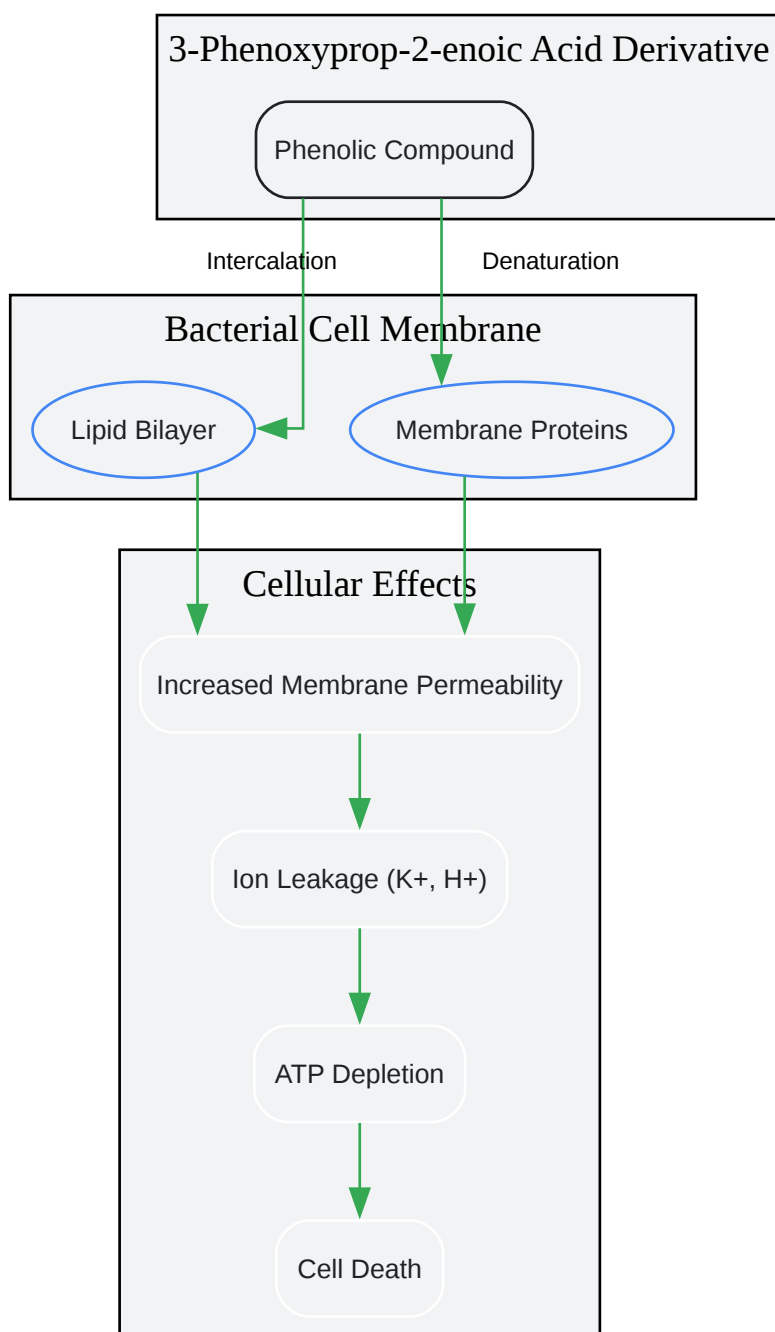 3-Phenoxyprop-2-enoic Acid Derivative
Phenolic Compound
Intercalation
Denaturation
Bacterial Cell Membrane
Lipid Bilayer
Membrane Proteins
Cellular Effects
Increased Membrane Permeability
Ion Leakage (K+, H+)
ATP Depletion
Cell Death